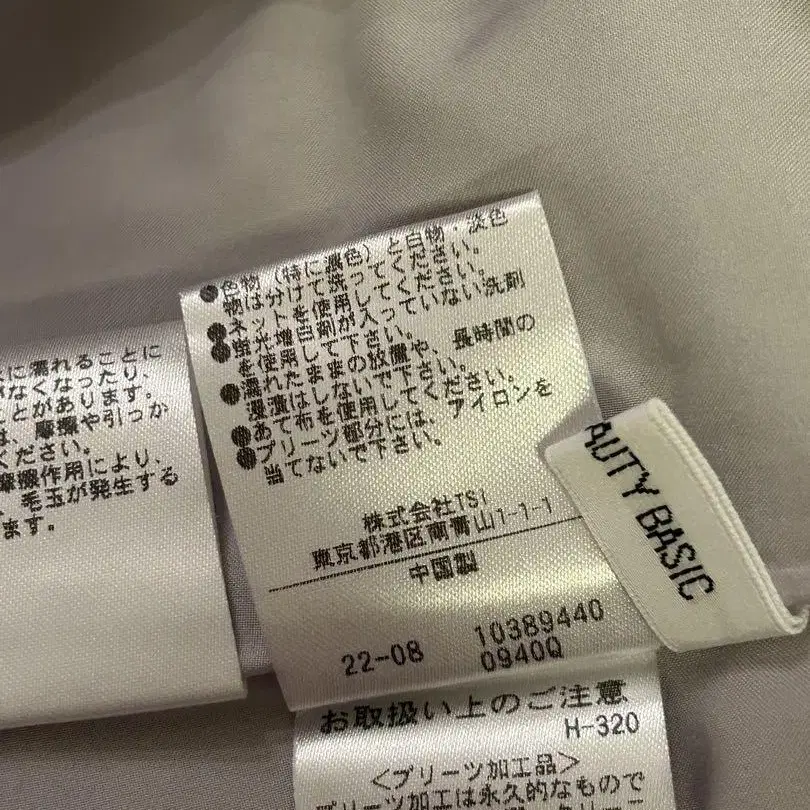 ●色物(特に濃色)と白物・淡色
物は分けて洗ってください。
●ネットを使用してください。
●蛍光増白剤が入っていない洗剤
を使用して下さい。
●濡れたままの放置や、長時間の
浸漬はしないで下さい。
●あて布を使用してください。
●プリーツ部分には、アイロンを
当てないで下さい。
株式会社TSI
東京都港区南青山1-1-1
中国製
22-08 10389440
0940Q
に濡れることに
がなくなったり、
ことがあります。
は、摩擦や引っか
ください。
摩擦作用により、
、毛玉が発生する
ます。
AUTY BASIC
お取扱い上のご注意
H-320
<プリーツ加工品>
プリーツ加工は永久的なもので